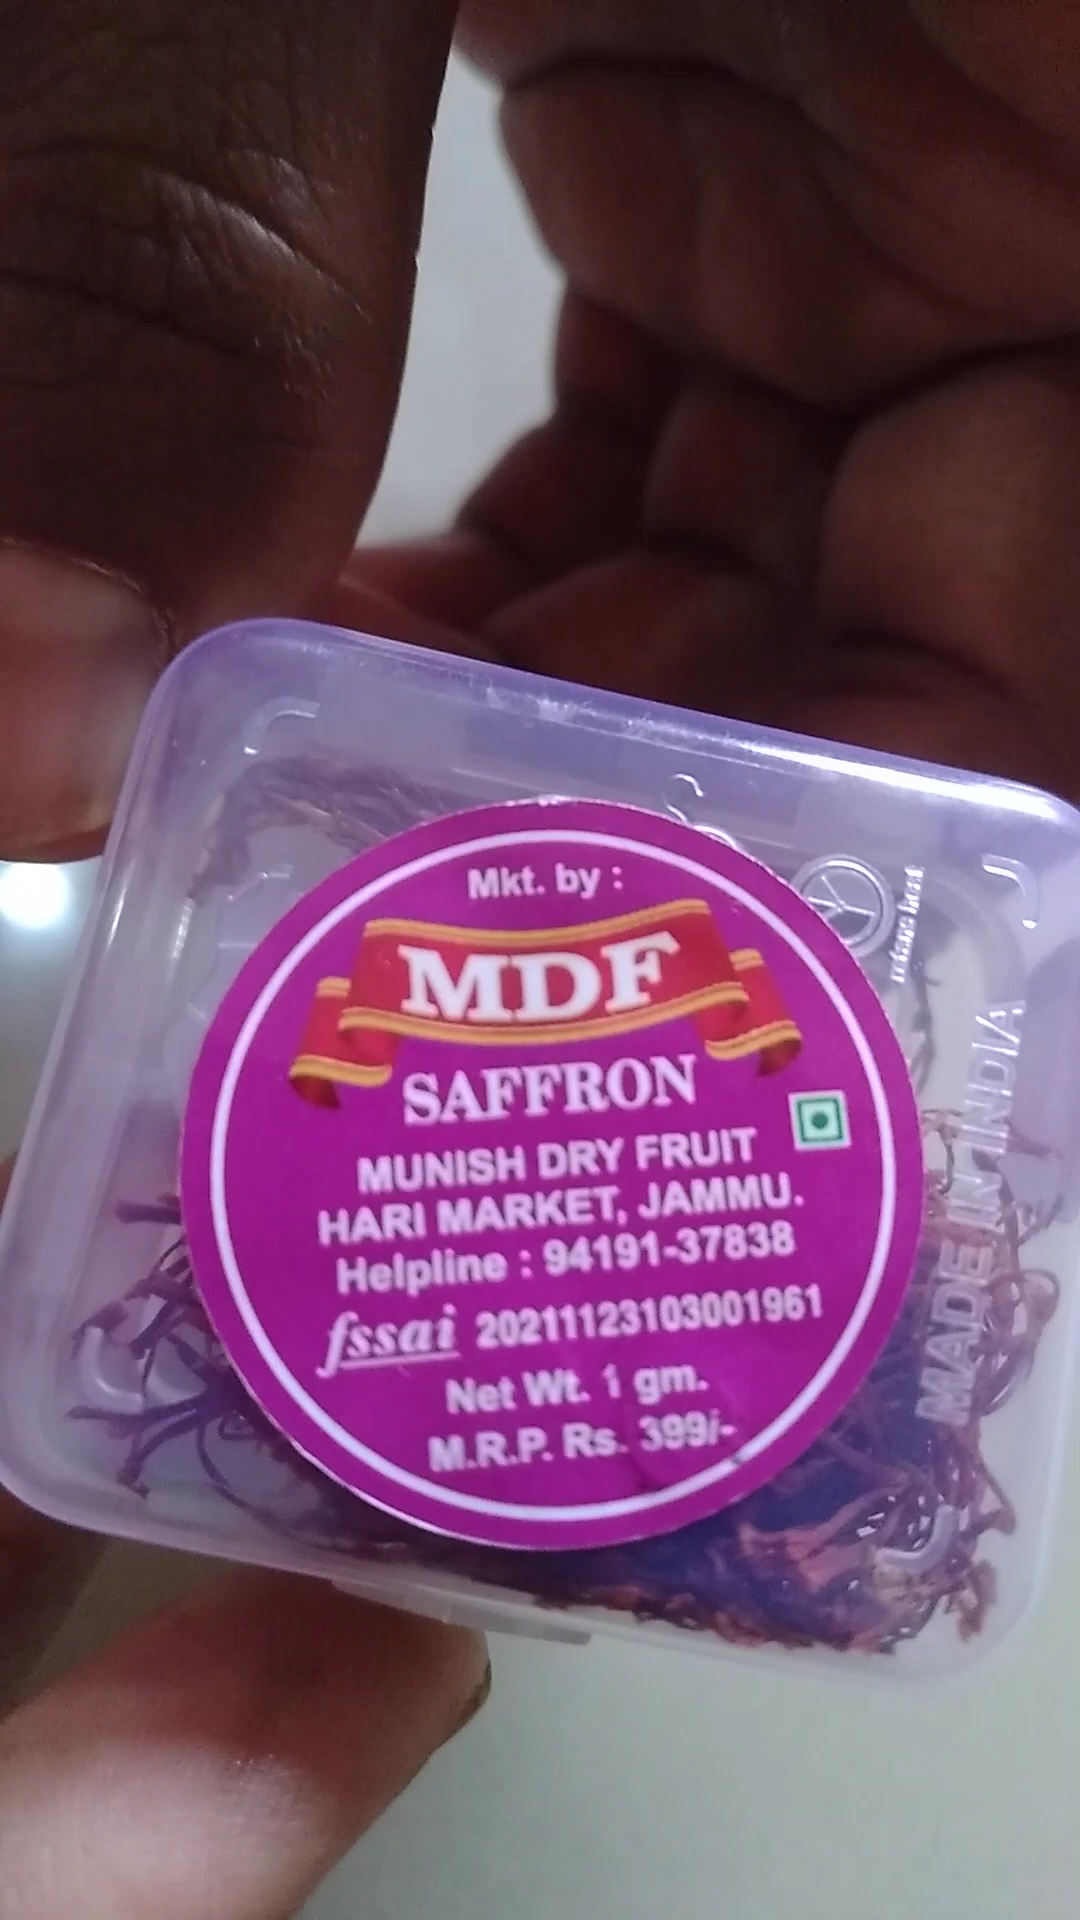 Mkt. by :
MDF
SAFFRON
MUNISH DRY FRUIT
HARI MARKET, JAMMU.
Helpline : 94191-37838
fssai 20211123103001961
Net Wt. 1 gm.
M.R.P. Rs. 399/-
MADE IN INDIA